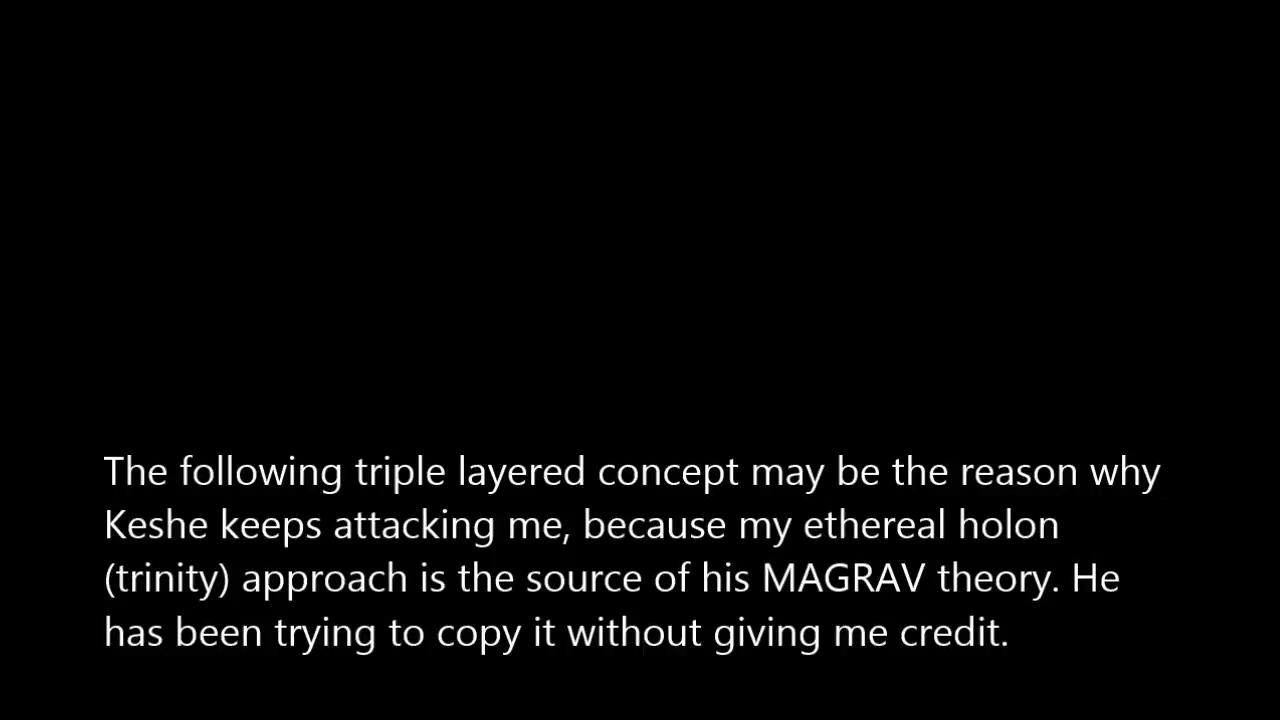 The following triple layered concept may be the reason why
Keshe keeps attacking me, because my ethereal holon
(trinity) approach is the source of his MAGRAV theory. He
has been trying to copy it without giving me credit.